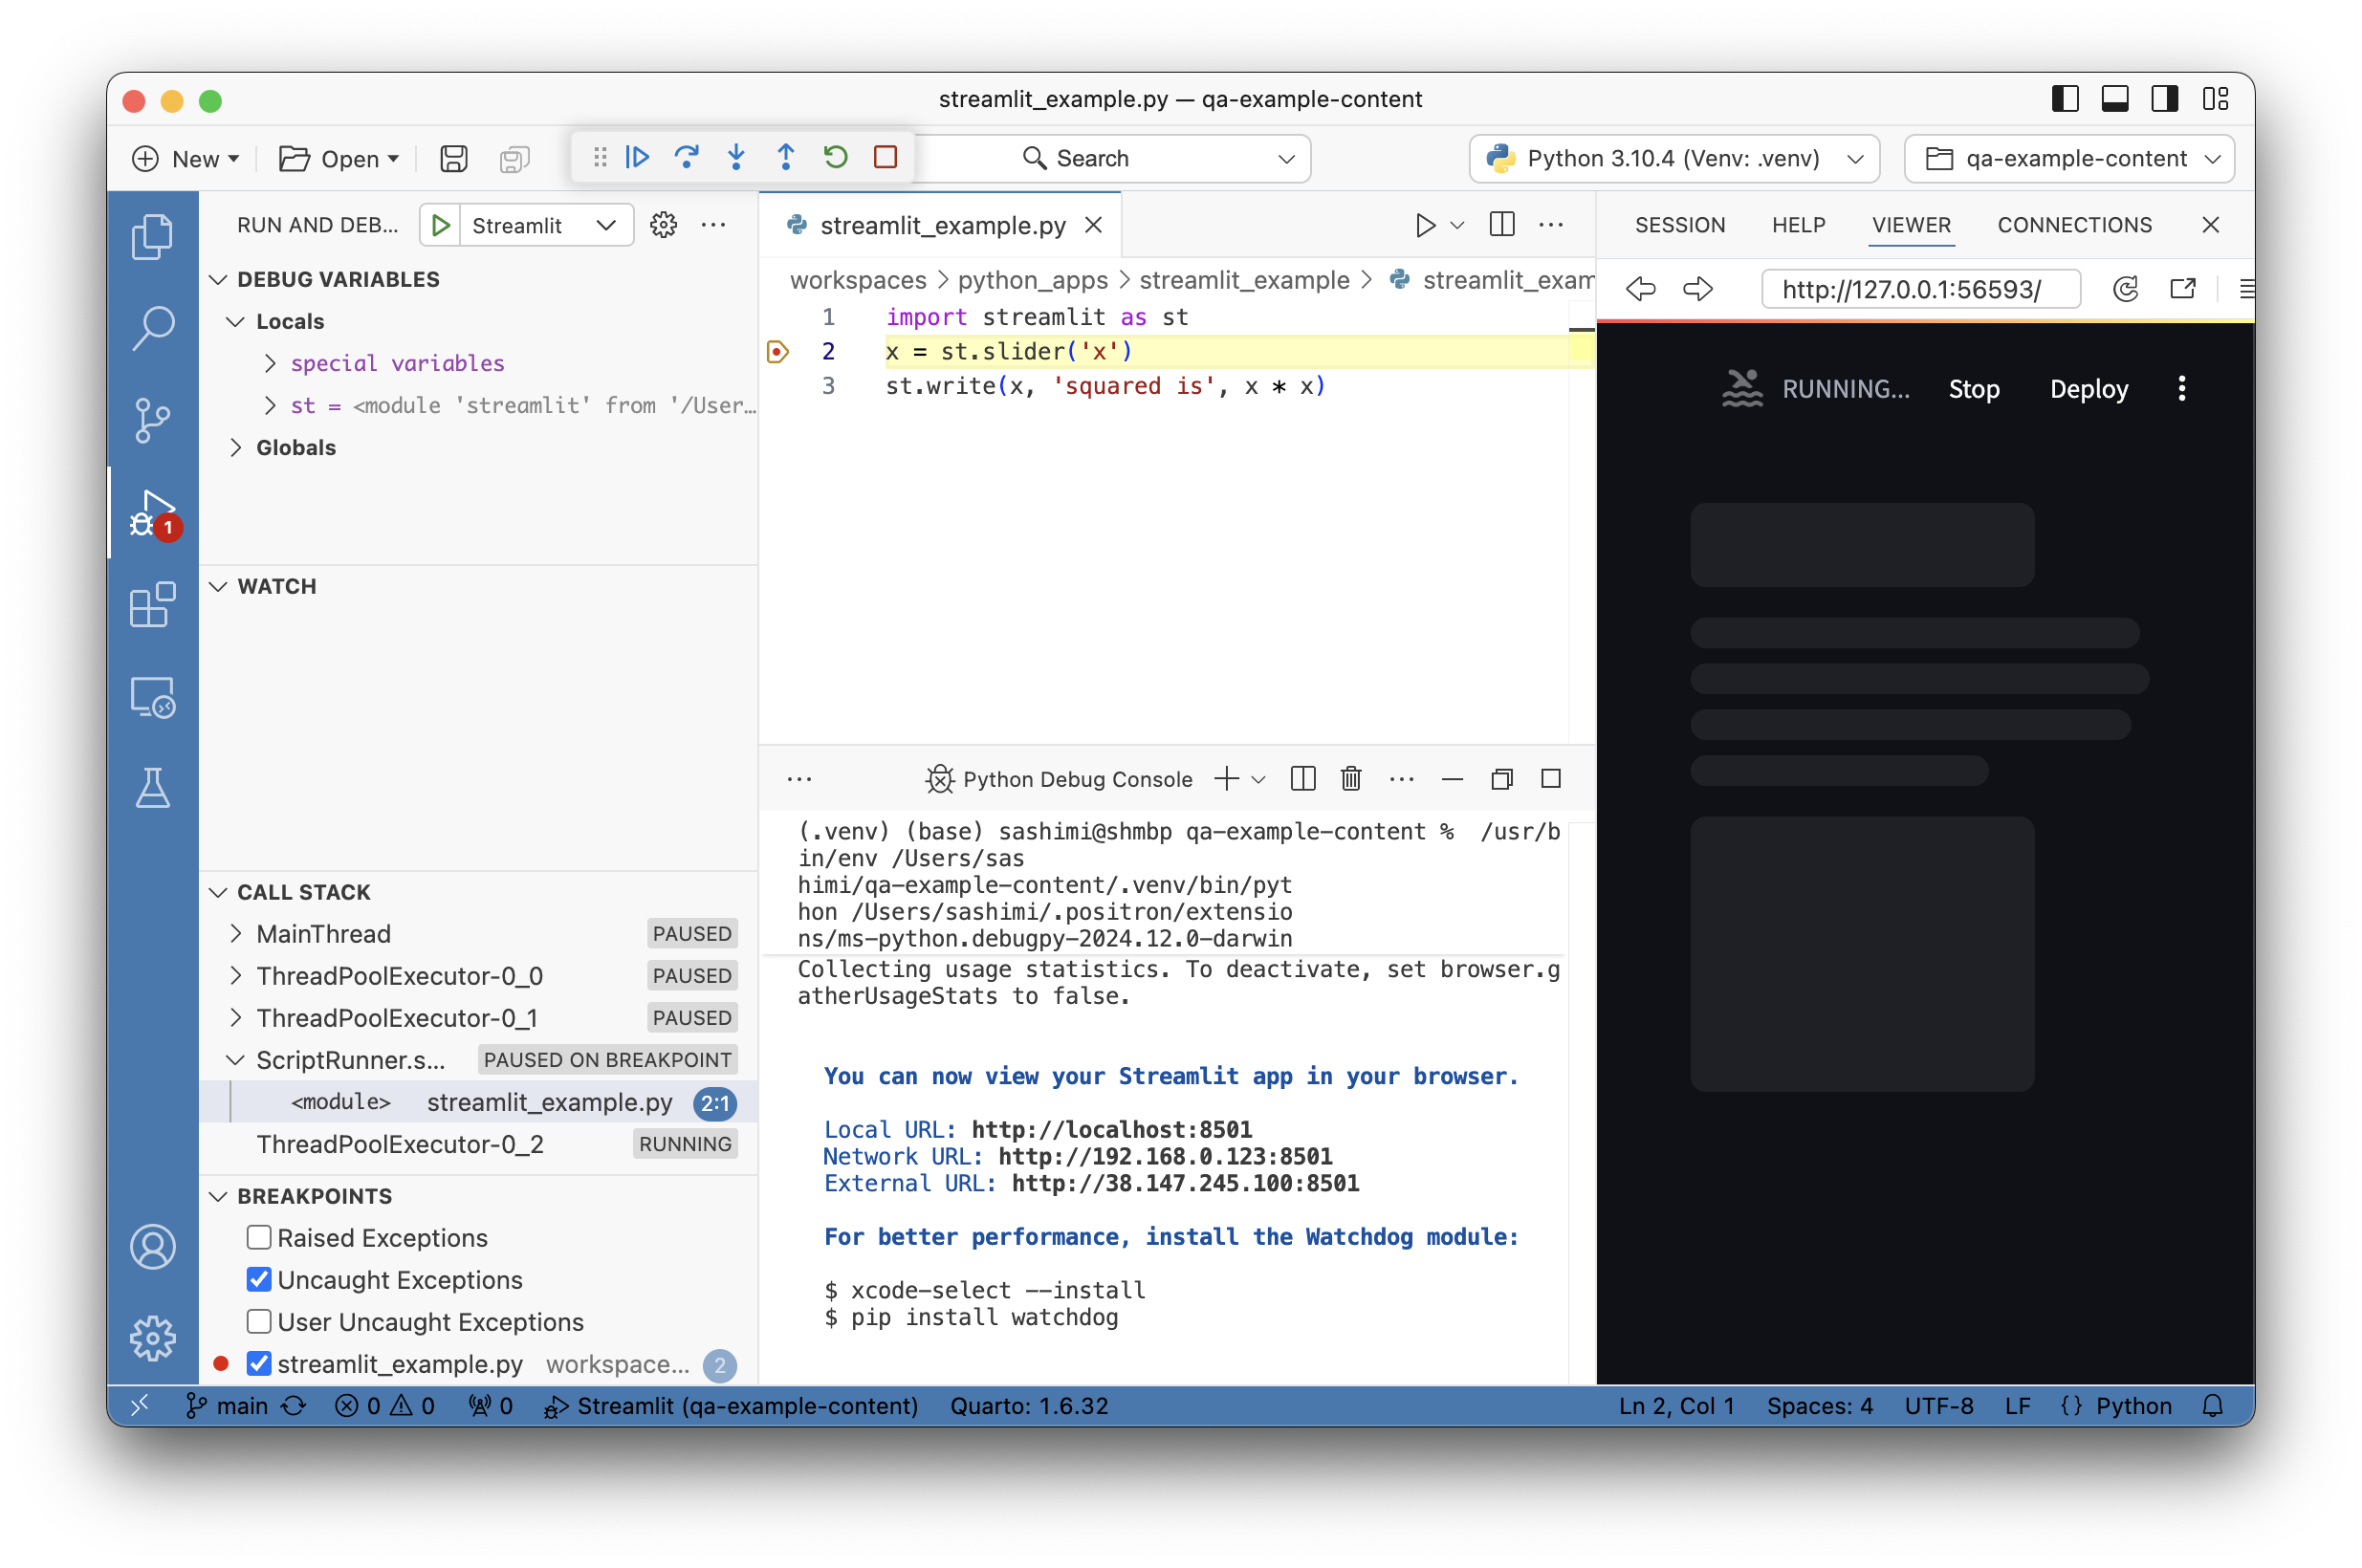 streamlit_example.py — qa-example-content
New
Open
Search
Python 3.10.4 (Venv: .venv)
qa-example-content
RUN AND DEB...
Streamlit
DEBUG VARIABLES
Locals
special variables
st = <module 'streamlit' from '/User...
Globals
1
WATCH
CALL STACK
MainThread PAUSED
ThreadPoolExecutor-0_0 PAUSED
ThreadPoolExecutor-0_1 PAUSED
ScriptRunner.s... PAUSED ON BREAKPOINT
<module> streamlit_example.py 2:1
ThreadPoolExecutor-0_2 RUNNING
BREAKPOINTS
Raised Exceptions
Uncaught Exceptions
User Uncaught Exceptions
streamlit_example.py workspace... 2
streamlit_example.py
workspaces > python_apps > streamlit_example > streamlit_exam
1 import streamlit as st
2 x = st.slider('x')
3 st.write(x, 'squared is', x * x)
Python Debug Console
(.venv) (base) sashimi@shmbp qa-example-content %  /usr/b
in/env /Users/sas
himi/qa-example-content/.venv/bin/pyt
hon /Users/sashimi/.positron/extensio
ns/ms-python.debugpy-2024.12.0-darwin
Collecting usage statistics. To deactivate, set browser.g
atherUsageStats to false.
You can now view your Streamlit app in your browser.
Local URL: http://localhost:8501
Network URL: http://192.168.0.123:8501
External URL: http://38.147.245.100:8501
For better performance, install the Watchdog module:
$ xcode-select --install
$ pip install watchdog
SESSION HELP VIEWER CONNECTIONS
http://127.0.0.1:56593/
RUNNING... Stop Deploy
main 0 0 0 Streamlit (qa-example-content) Quarto: 1.6.32 Ln 2, Col 1 Spaces: 4 UTF-8 LF {} Python